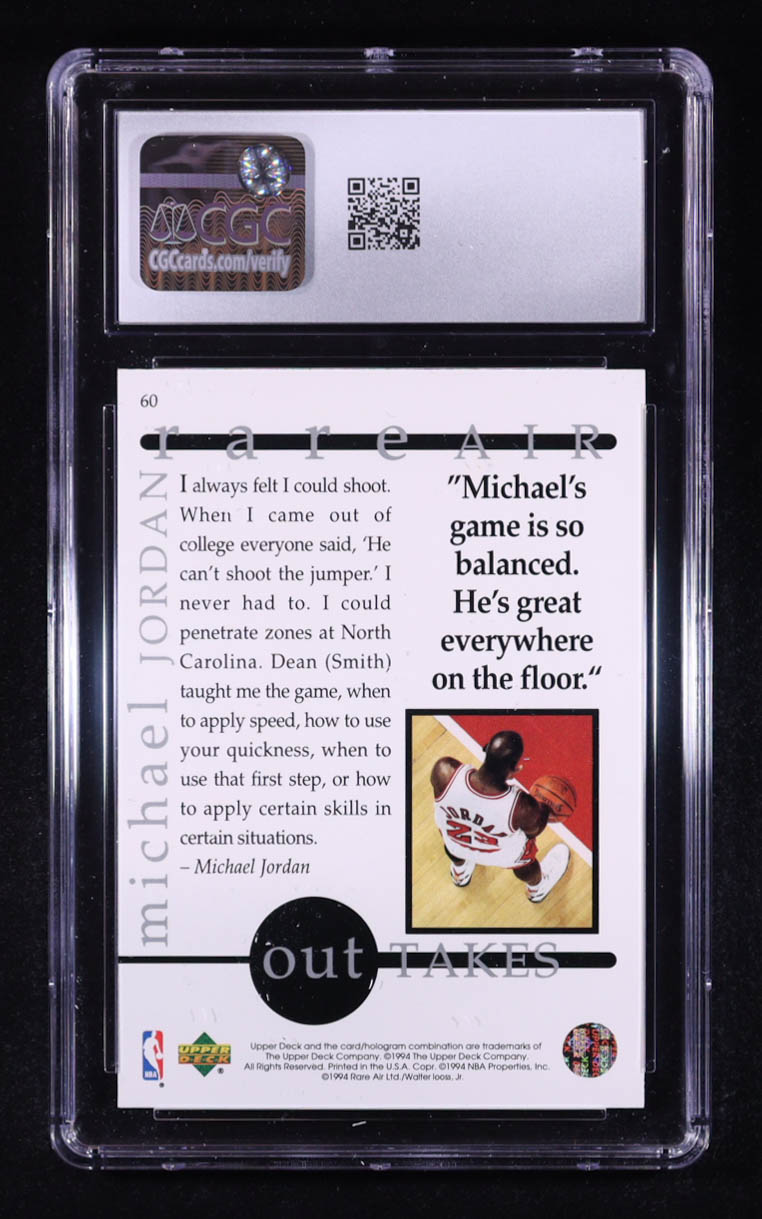 CGC
CGCcards.com/verify
60
rare AIR
michael JORDAN
I always felt I could shoot.
When I came out of
college everyone said, ‘He
can’t shoot the jumper.’ I
never had to. I could
penetrate zones at North
Carolina. Dean (Smith)
taught me the game, when
to apply speed, how to use
your quickness, when to
use that first step, or how
to apply certain skills in
certain situations.
– Michael Jordan
"Michael’s
game is so
balanced.
He’s great
everywhere
on the floor.“
JORDAN
23
out TAKES
NBA
®
UPPER
DECK
®
Upper Deck and the card/hologram combination are trademarks of
The Upper Deck Company. ©1994 The Upper Deck Company.
All Rights Reserved. Printed in the U.S.A. Copr. ©1994 NBA Properties, Inc.
©1994 Rare Air Ltd./Walter Iooss, Jr.